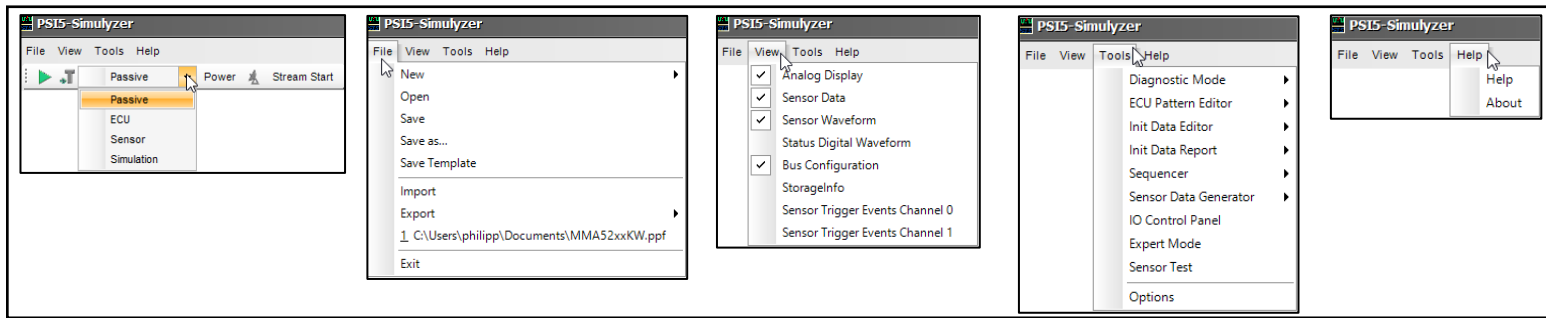 PSI5-Simulyzer
File View Tools Help
Passive Power Stream Start
Passive
ECU
Sensor
Simulation
PSI5-Simulyzer
File View Tools Help
New
Open
Save
Save as...
Save Template
Import
Export
1 C:\Users\philipp\Documents\MMA52xxKW.ppf
Exit
PSI5-Simulyzer
File View Tools Help
Analog Display
Sensor Data
Sensor Waveform
Status Digital Waveform
Bus Configuration
StorageInfo
Sensor Trigger Events Channel 0
Sensor Trigger Events Channel 1
PSI5-Simulyzer
File View Tools Help
Diagnostic Mode
ECU Pattern Editor
Init Data Editor
Init Data Report
Sequencer
Sensor Data Generator
IO Control Panel
Expert Mode
Sensor Test
Options
PSI5-Simulyzer
File View Tools Help
Help
About